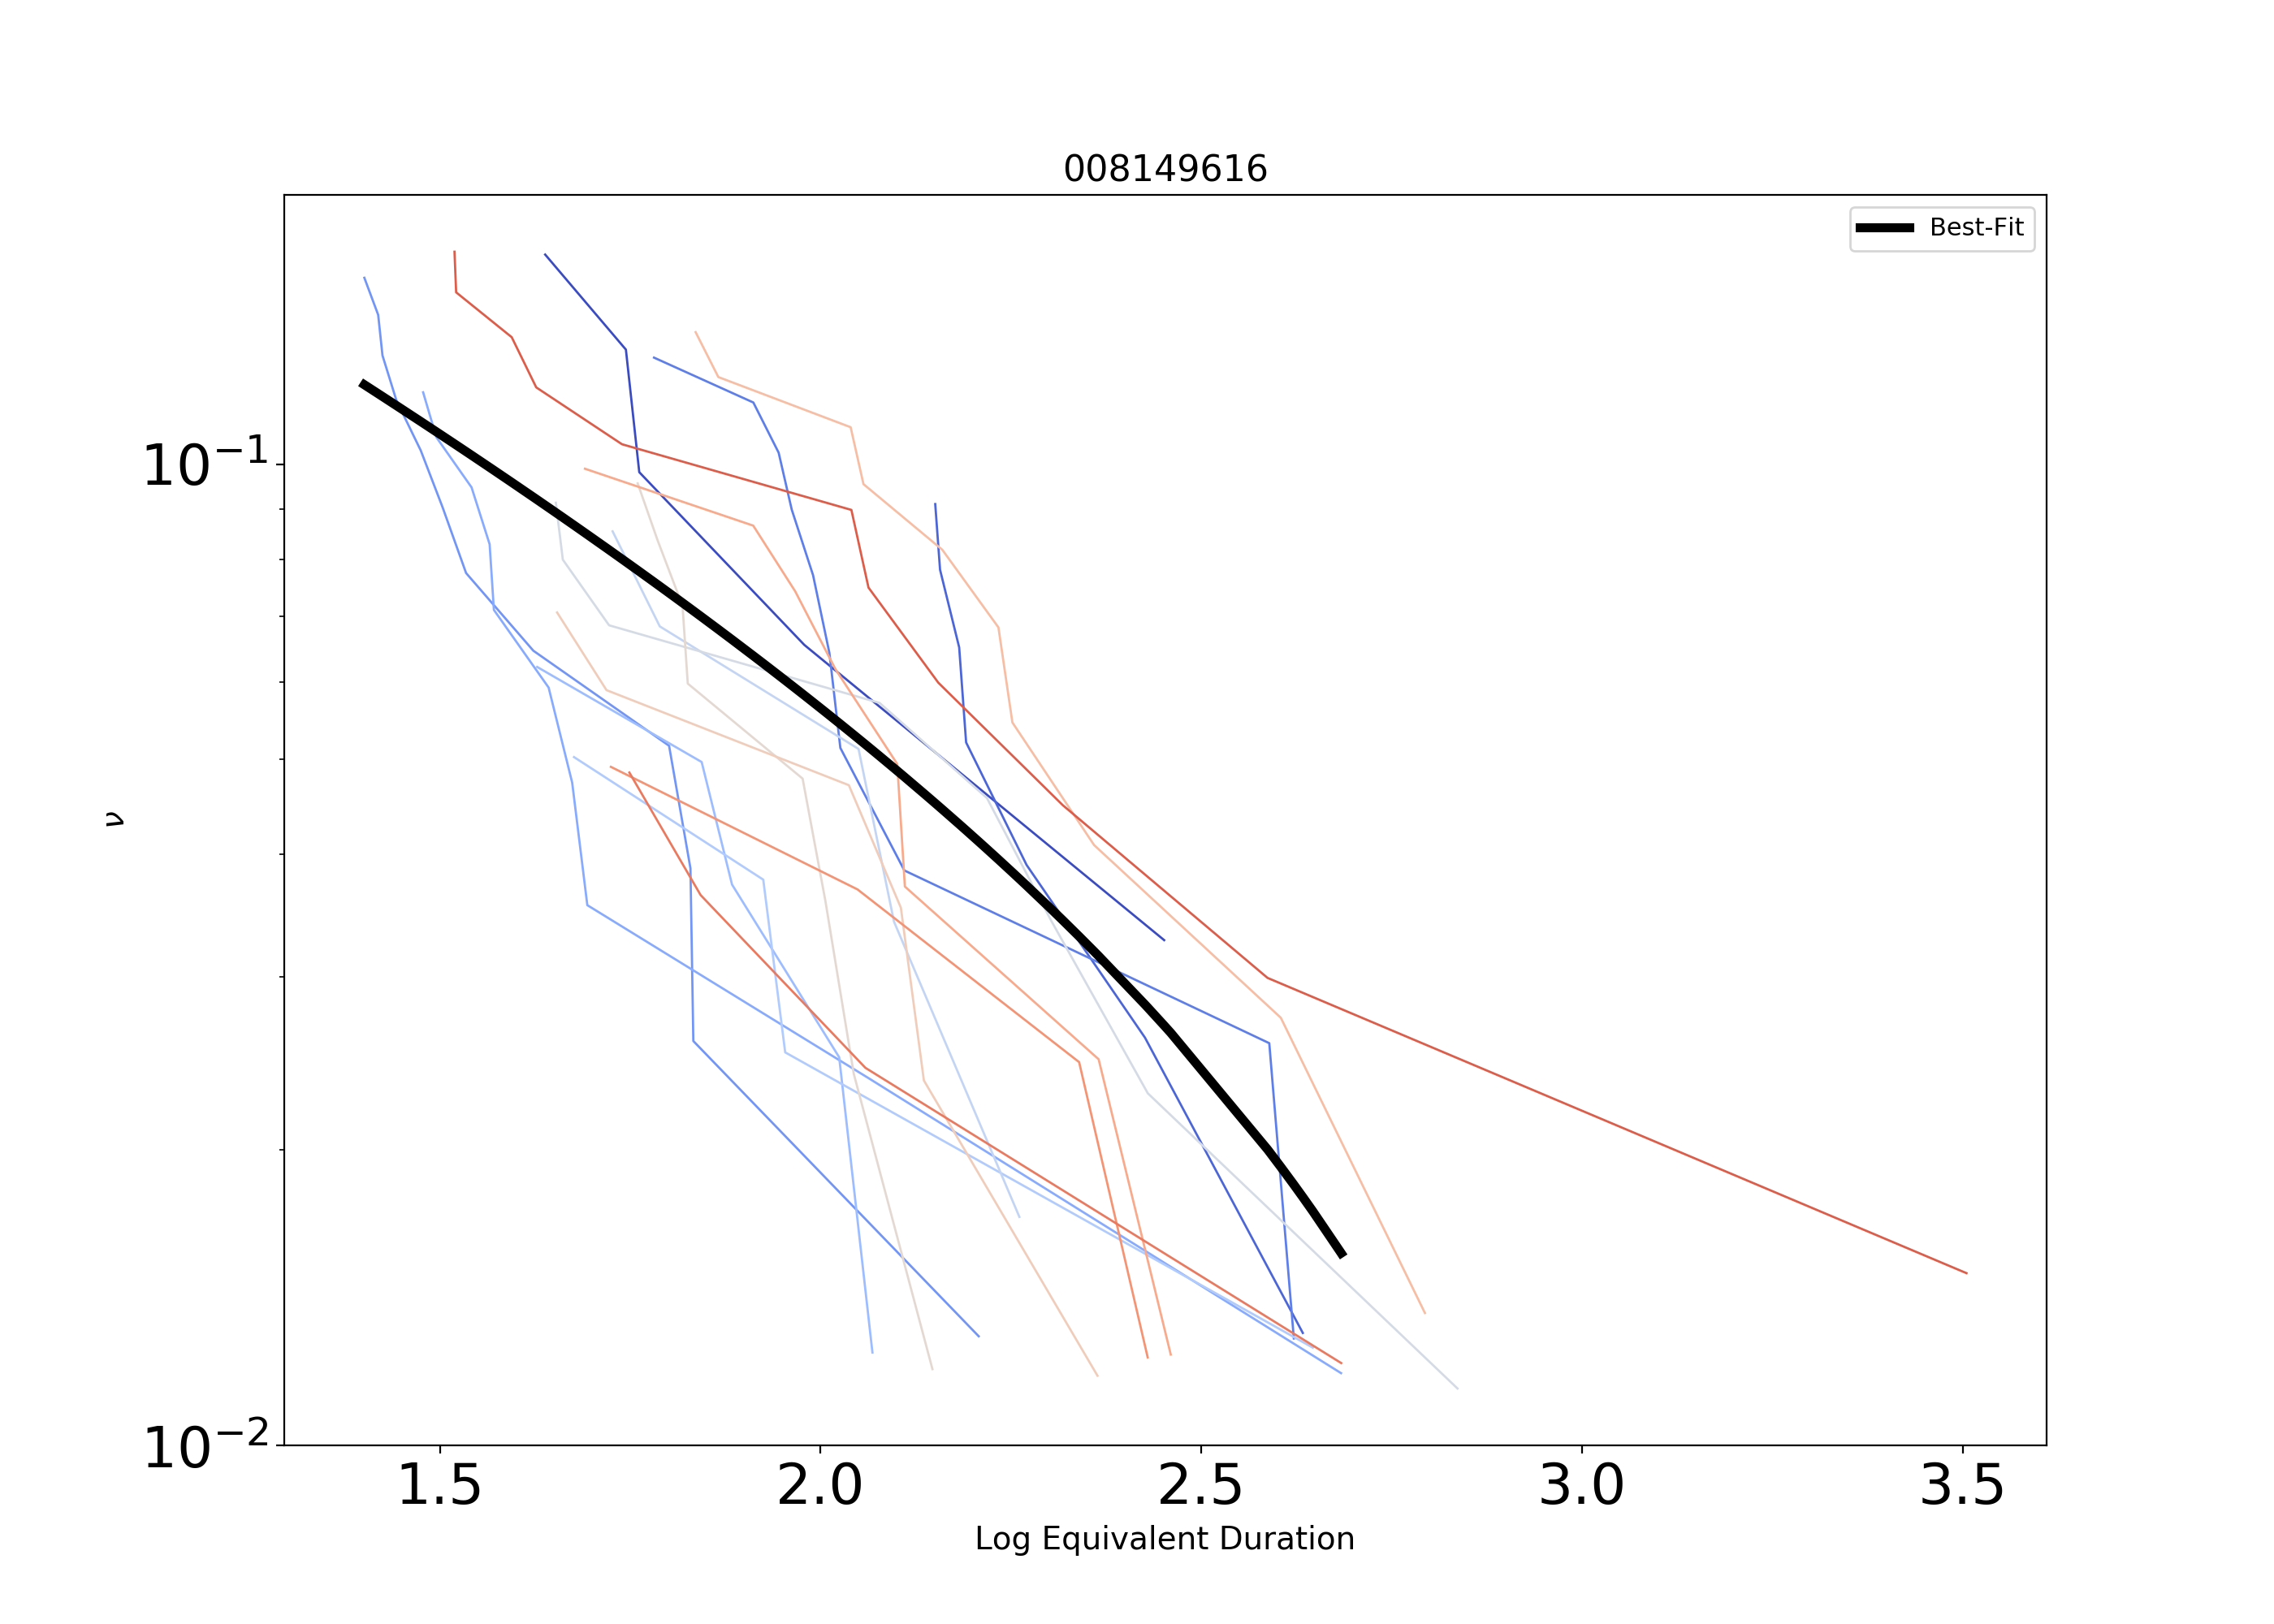 008149616
Best-Fit
10⁻¹
ν
10⁻²
1.5 2.0 2.5 3.0 3.5
Log Equivalent Duration